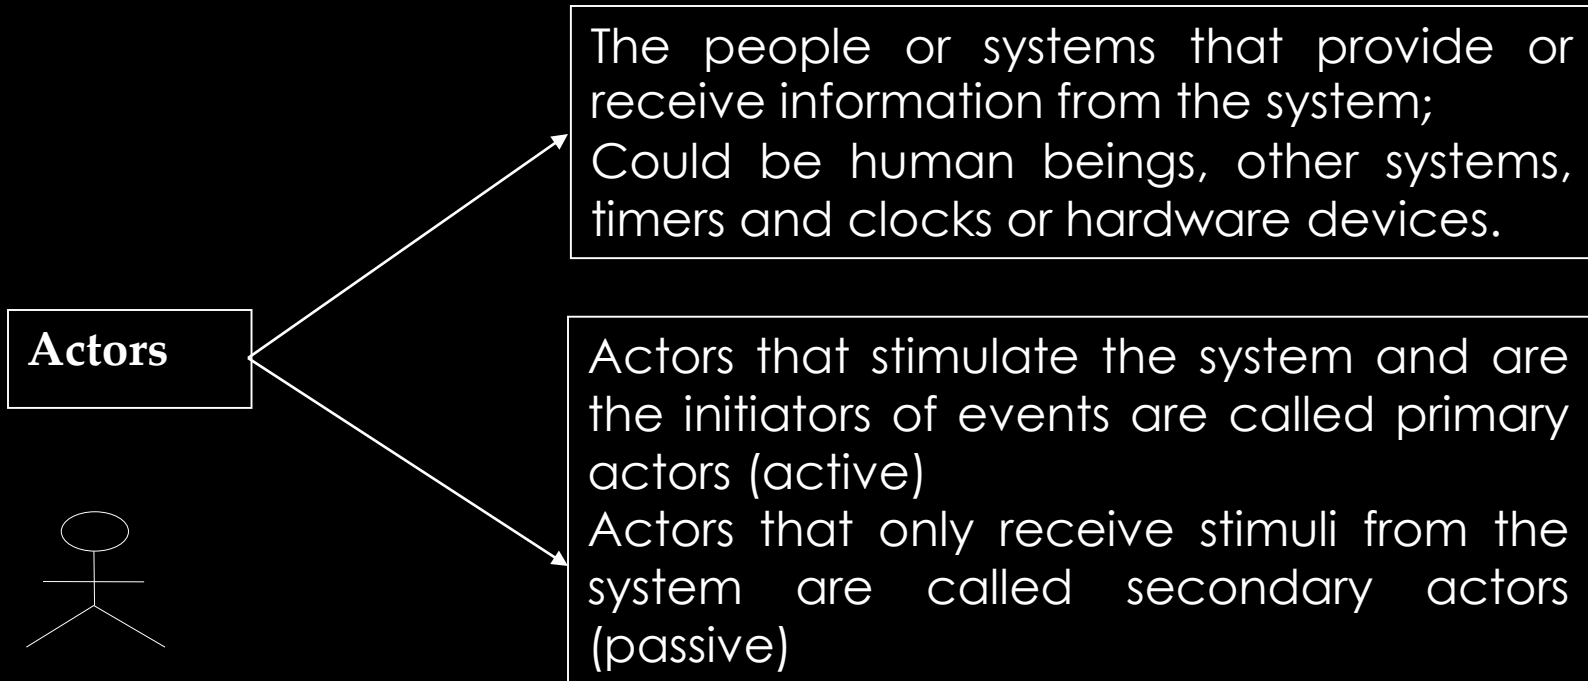 The people or systems that provide or
receive information from the system;
Could be human beings, other systems,
timers and clocks or hardware devices.
Actors
Actors that stimulate the system and are
the initiators of events are called primary
actors (active)
Actors that only receive stimuli from the
system are called secondary actors
(passive)